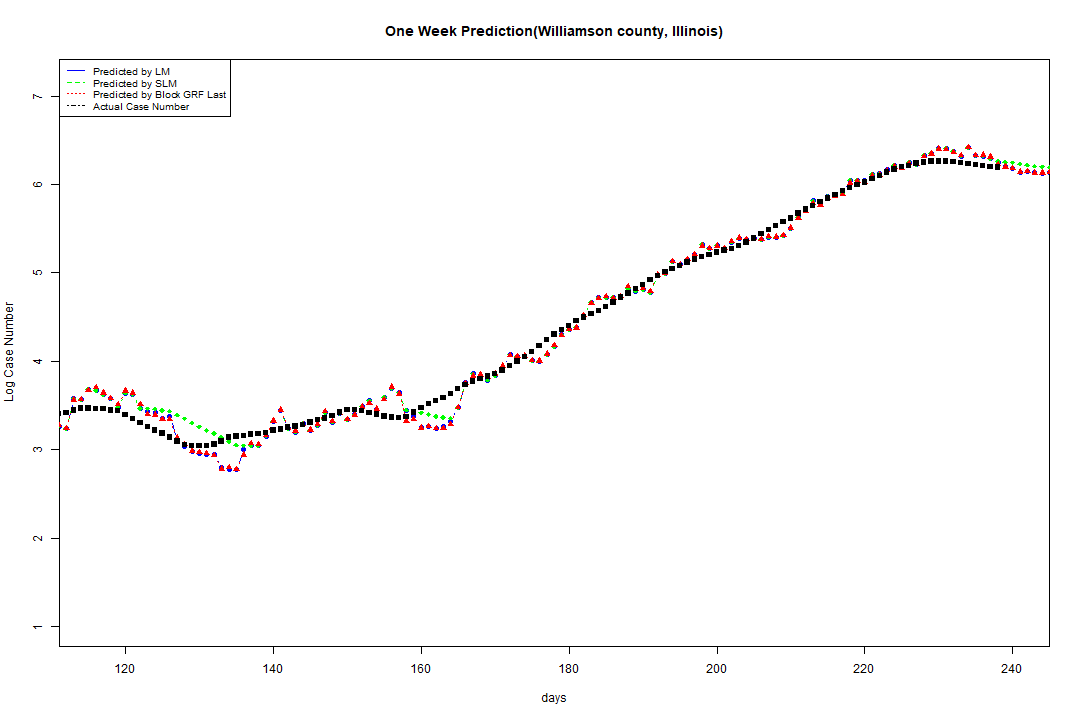 One Week Prediction(Williamson county, Illinois)
Predicted by LM
Predicted by SLM
Predicted by Block GRF Last
Actual Case Number
7
6
5
4
3
2
1
Log Case Number
120 140 160 180 200 220 240
days